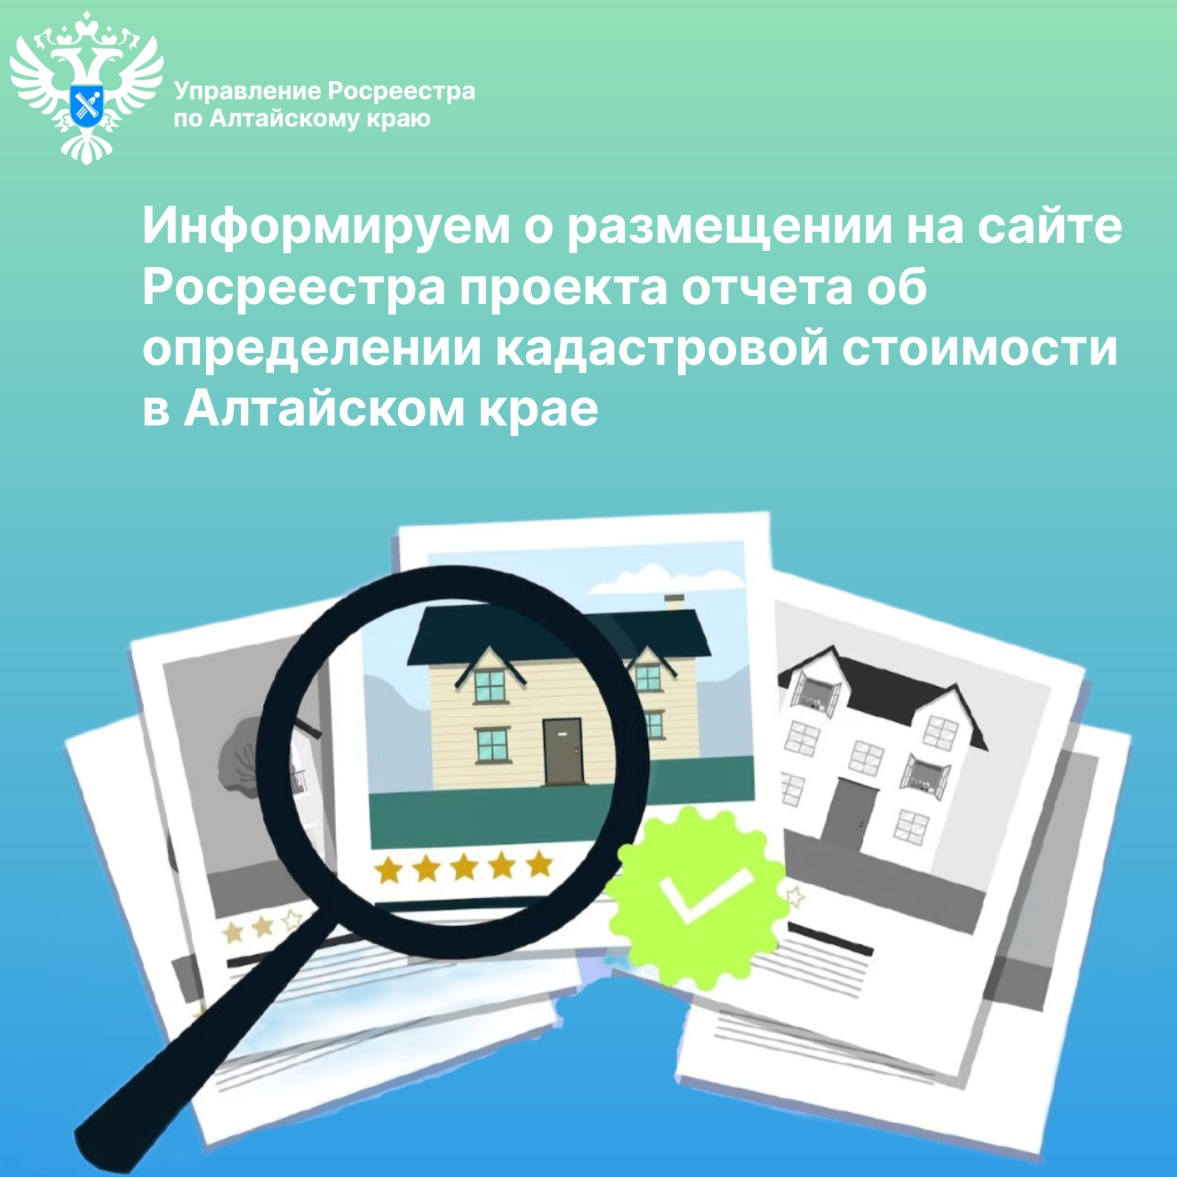 Управление Росреестра
по Алтайскому краю
Информируем о размещении на сайте
Росреестра проекта отчета об
определении кадастровой стоимости
в Алтайском крае